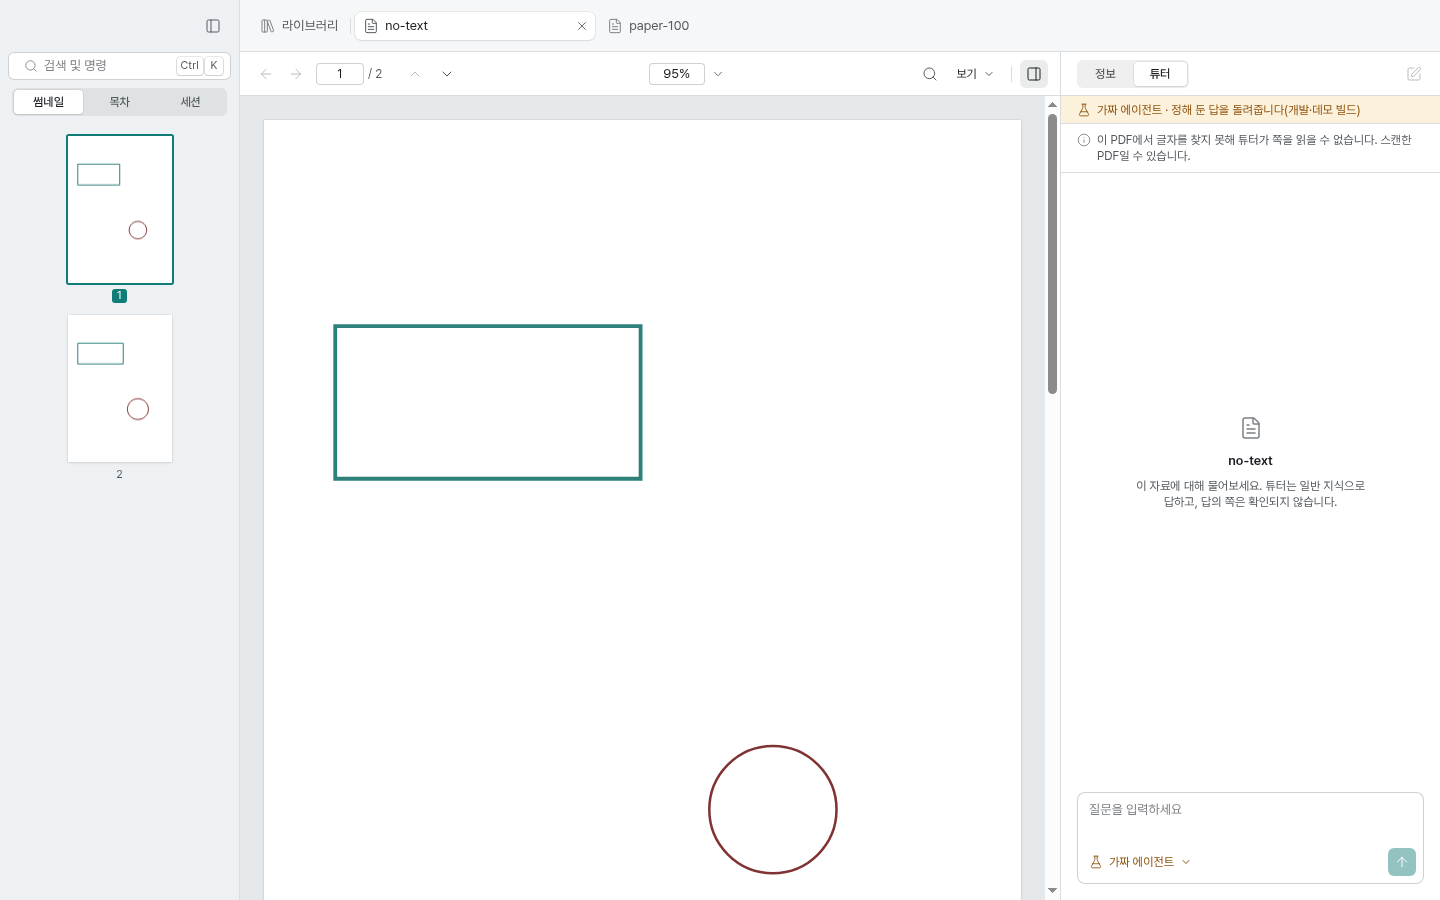 라이브러리
no-text
paper-100
검색 및 명령
Ctrl
K
썸네일
목차
세션
1
2
1
/ 2
95%
보기
정보
튜터
가짜 에이전트 · 정해 둔 답을 돌려줍니다(개발·데모 빌드)
이 PDF에서 글자를 찾지 못해 튜터가 쪽을 읽을 수 없습니다. 스캔한
PDF일 수 있습니다.
no-text
이 자료에 대해 물어보세요. 튜터는 일반 지식으로
답하고, 답의 쪽은 확인되지 않습니다.
질문을 입력하세요
가짜 에이전트